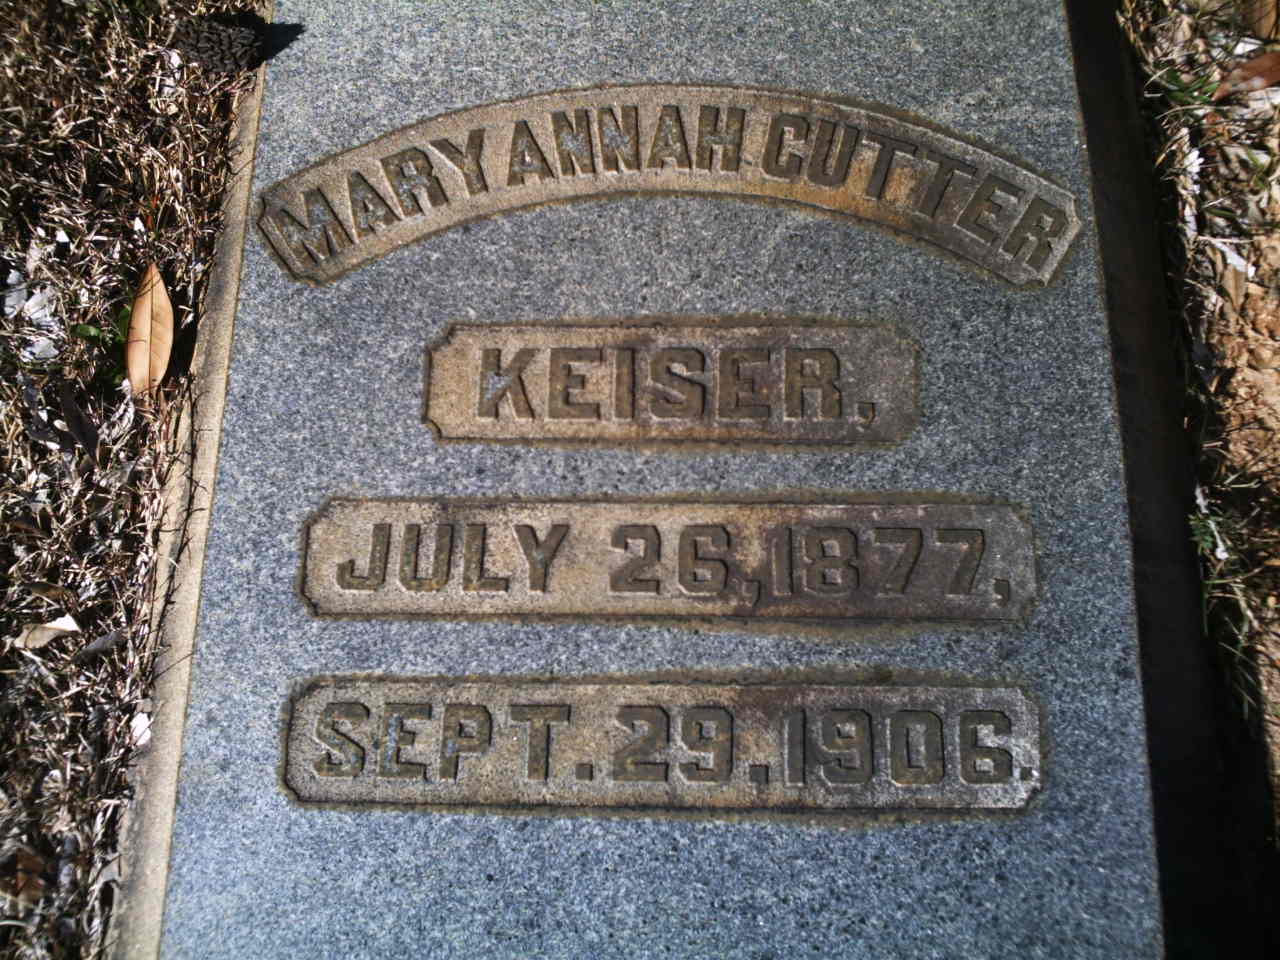 MARY ANNAH CUTTER
KEISER,
JULY 26, 1877,
SEPT. 29. 1906.